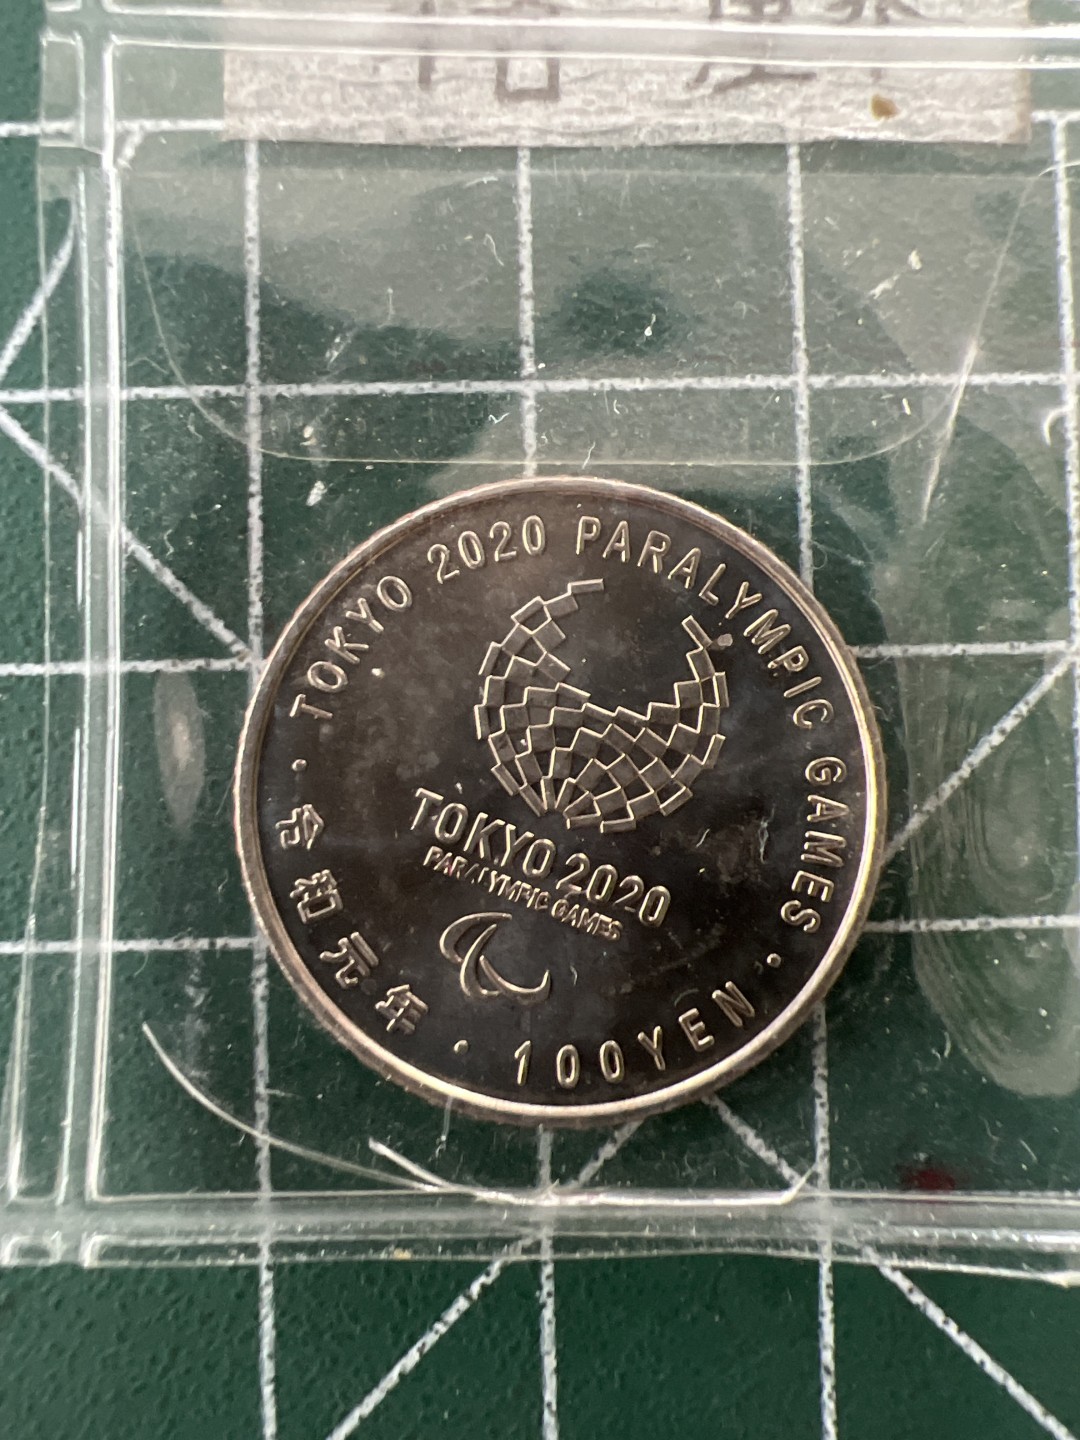 TOKYO 2020 PARALYMPIC GAMES
TOKYO 2020
PARALYMPIC GAMES
令和元年・100YEN・